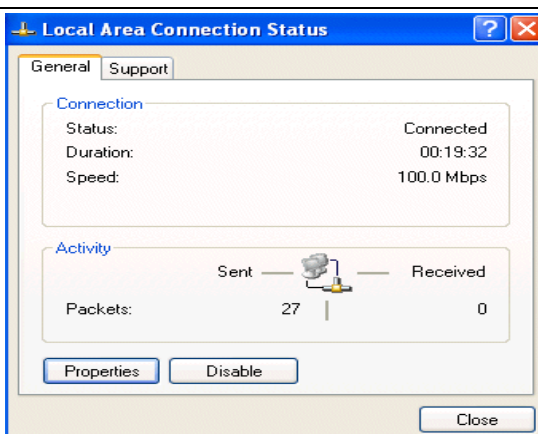 Local Area Connection Status
General Support
Connection
Status: Connected
Duration: 00:19:32
Speed: 100.0 Mbps
Activity
Sent Received
Packets: 27 0
Properties Disable
Close